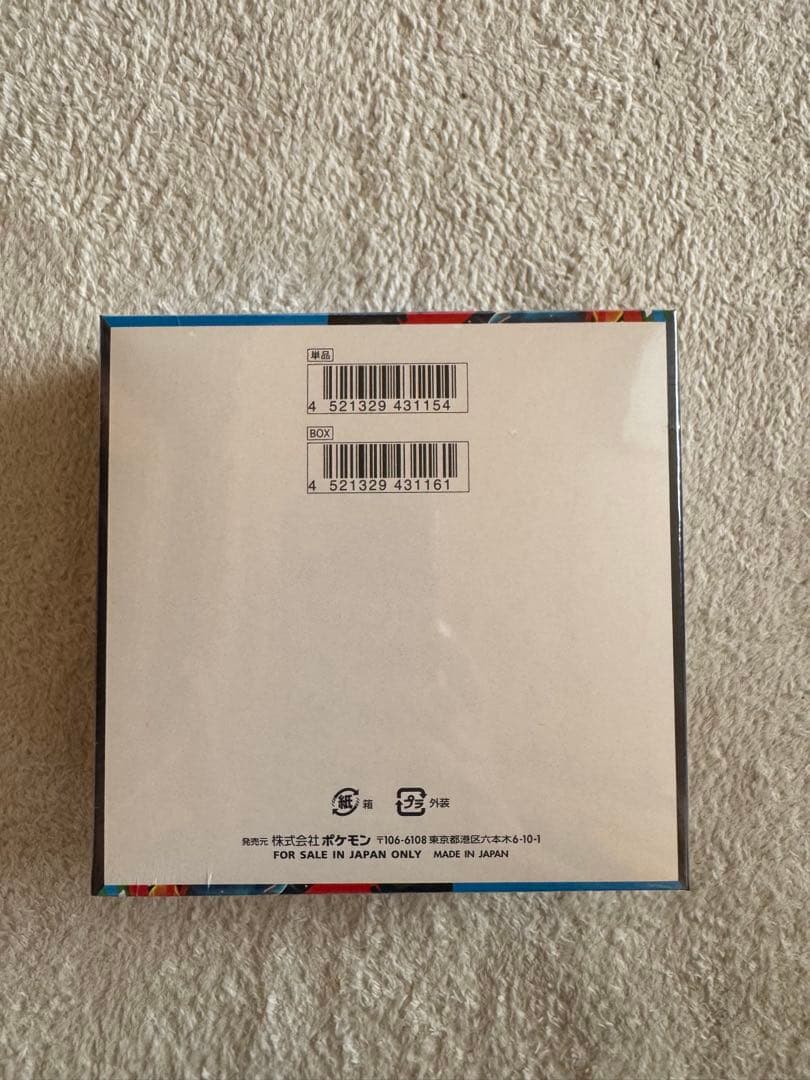 単品
4 521329 431154
BOX
4 521329 431161
紙 箱 プラ 外装
発売元 株式会社 ポケモン 〒106-6108 東京都港区六本木6-10-1
FOR SALE IN JAPAN ONLY MADE IN JAPAN